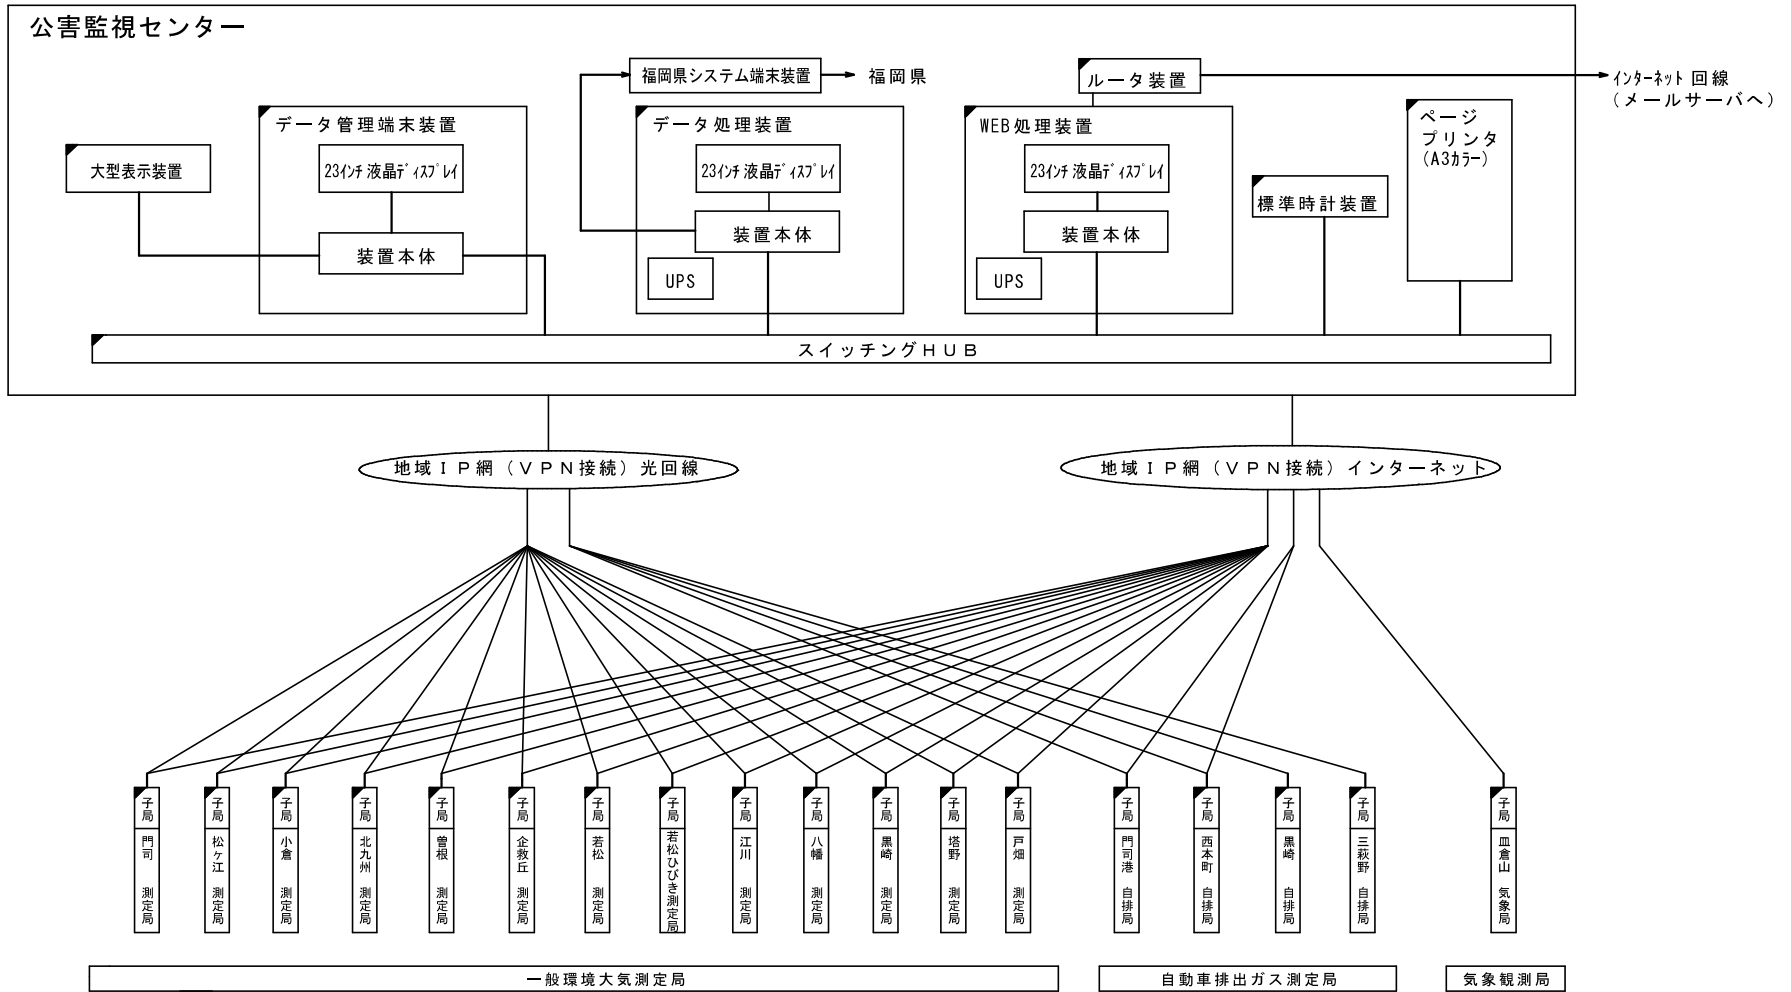 公害監視センター
福岡県システム端末装置
福岡県
ルータ装置
インターネット回線
(メールサーバへ)
データ管理端末装置
データ処理装置
WEB処理装置
ページ
プリンタ
(A3カラー)
大型表示装置
23インチ液晶ディスプレイ
23インチ液晶ディスプレイ
23インチ液晶ディスプレイ
標準時計装置
装置本体
装置本体
装置本体
UPS
UPS
スイッチングHUB
地域IP網(VPN接続)光回線
地域IP網(VPN接続)インターネット
子局 門司 測定局
子局 松ヶ江 測定局
子局 小倉 測定局
子局 北九州 測定局
子局 曽根 測定局
子局 企救丘 測定局
子局 若松 測定局
子局 若松ひびき測定局
子局 江川 測定局
子局 八幡 測定局
子局 黒崎 測定局
子局 塔野 測定局
子局 戸畑 測定局
子局 門司港 自排局
子局 西本町 自排局
子局 黒崎 自排局
子局 三萩野 自排局
子局 皿倉山 気象局
一般環境大気測定局
自動車排出ガス測定局
気象観測局